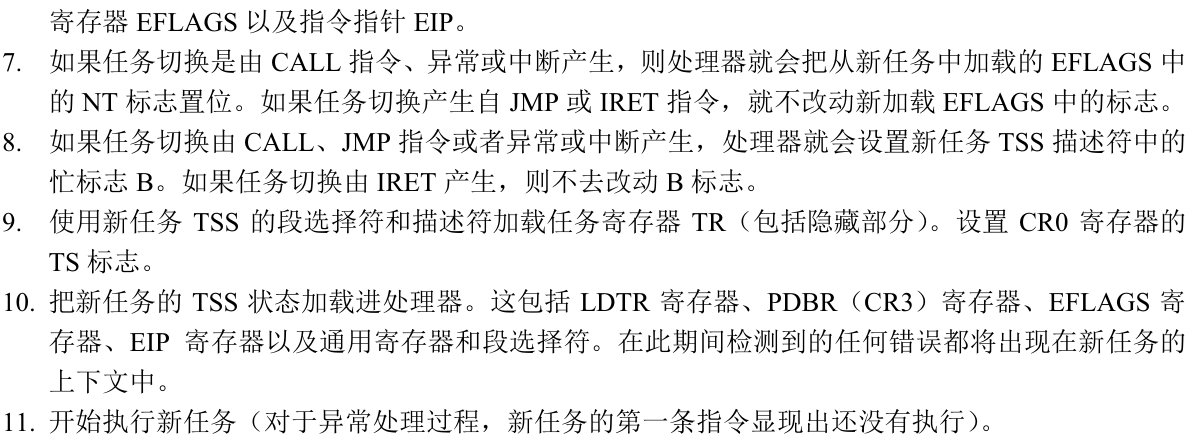 寄存器 EFLAGS 以及指令指针 EIP。
7. 如果任务切换是由 CALL 指令、异常或中断产生，则处理器就会把从新任务中加载的 EFLAGS 中
的 NT 标志置位。如果任务切换产生自 JMP 或 IRET 指令，就不改动新加载 EFLAGS 中的标志。
8. 如果任务切换由 CALL、JMP 指令或者异常或中断产生，处理器就会设置新任务 TSS 描述符中的
忙标志 B。如果任务切换由 IRET 产生，则不去改动 B 标志。
9. 使用新任务 TSS 的段选择符和描述符加载任务寄存器 TR（包括隐藏部分）。设置 CR0 寄存器的
TS 标志。
10. 把新任务的 TSS 状态加载进处理器。这包括 LDTR 寄存器、PDBR（CR3）寄存器、EFLAGS 寄
存器、EIP 寄存器以及通用寄存器和段选择符。在此期间检测到的任何错误都将出现在新任务的
上下文中。
11. 开始执行新任务（对于异常处理过程，新任务的第一条指令显现出还没有执行）。